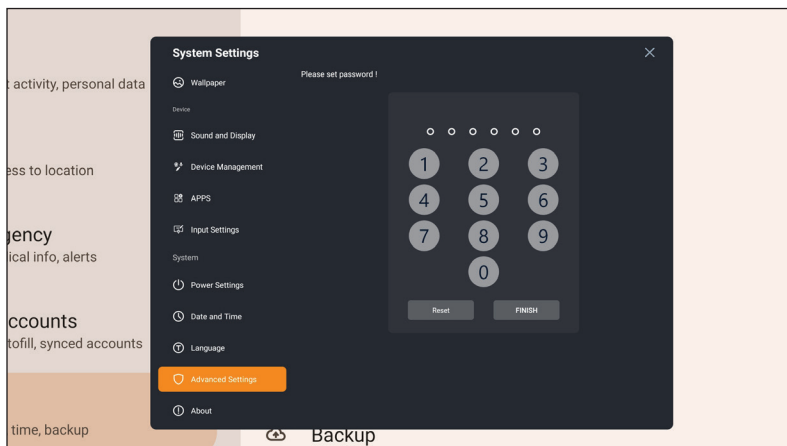 System Settings
Wallpaper
Device
Sound and Display
Device Management
APPS
Input Settings
System
Power Settings
Date and Time
Language
Advanced Settings
About
Please set password !
1 2 3
4 5 6
7 8 9
0
Reset FINISH
activity, personal data
ess to location
gency
ical info, alerts
ccounts
tofill, synced accounts
time, backup
Backup